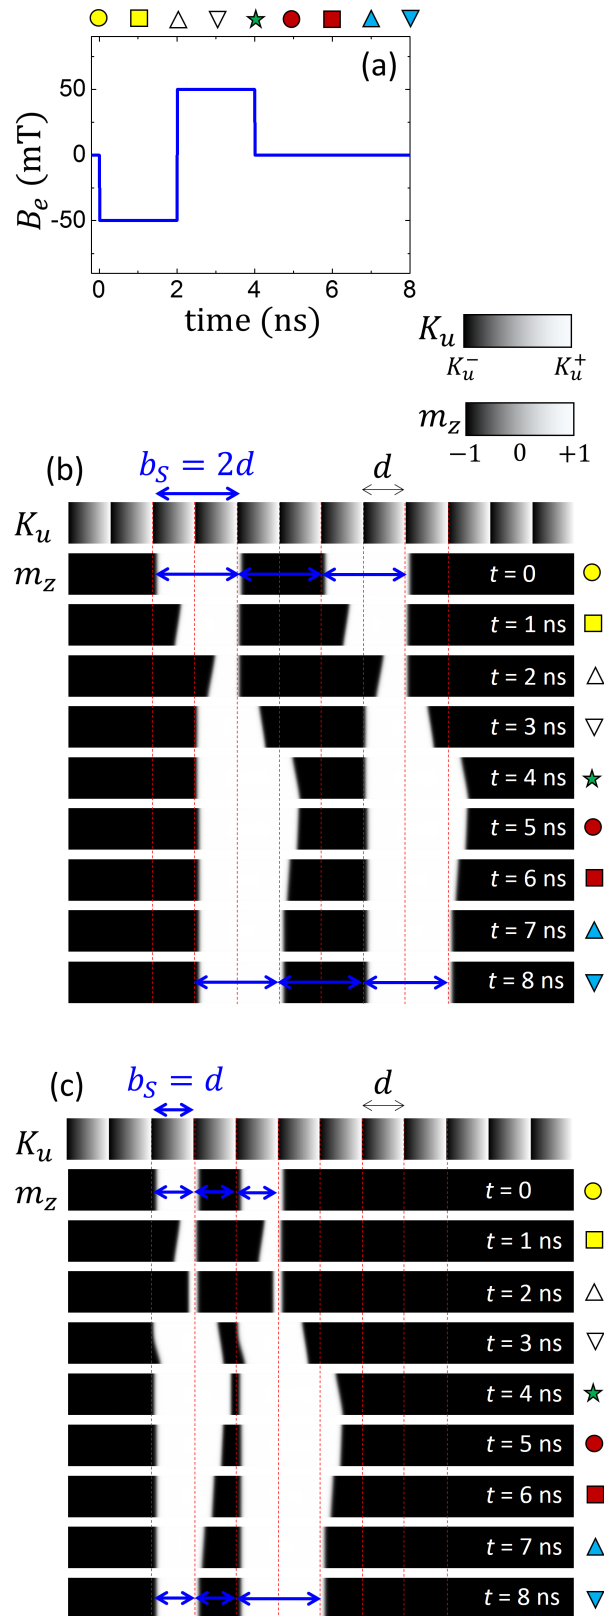 (a)
50
0
-50
B_e (mT)
0 2 4 6 8
time (ns)
K_u
K_u^- K_u^+
m_z
−1 0 +1
(b)
b_S = 2d
d
K_u
m_z
t = 0
t = 1 ns
t = 2 ns
t = 3 ns
t = 4 ns
t = 5 ns
t = 6 ns
t = 7 ns
t = 8 ns
(c)
b_S = d
d
K_u
m_z
t = 0
t = 1 ns
t = 2 ns
t = 3 ns
t = 4 ns
t = 5 ns
t = 6 ns
t = 7 ns
t = 8 ns